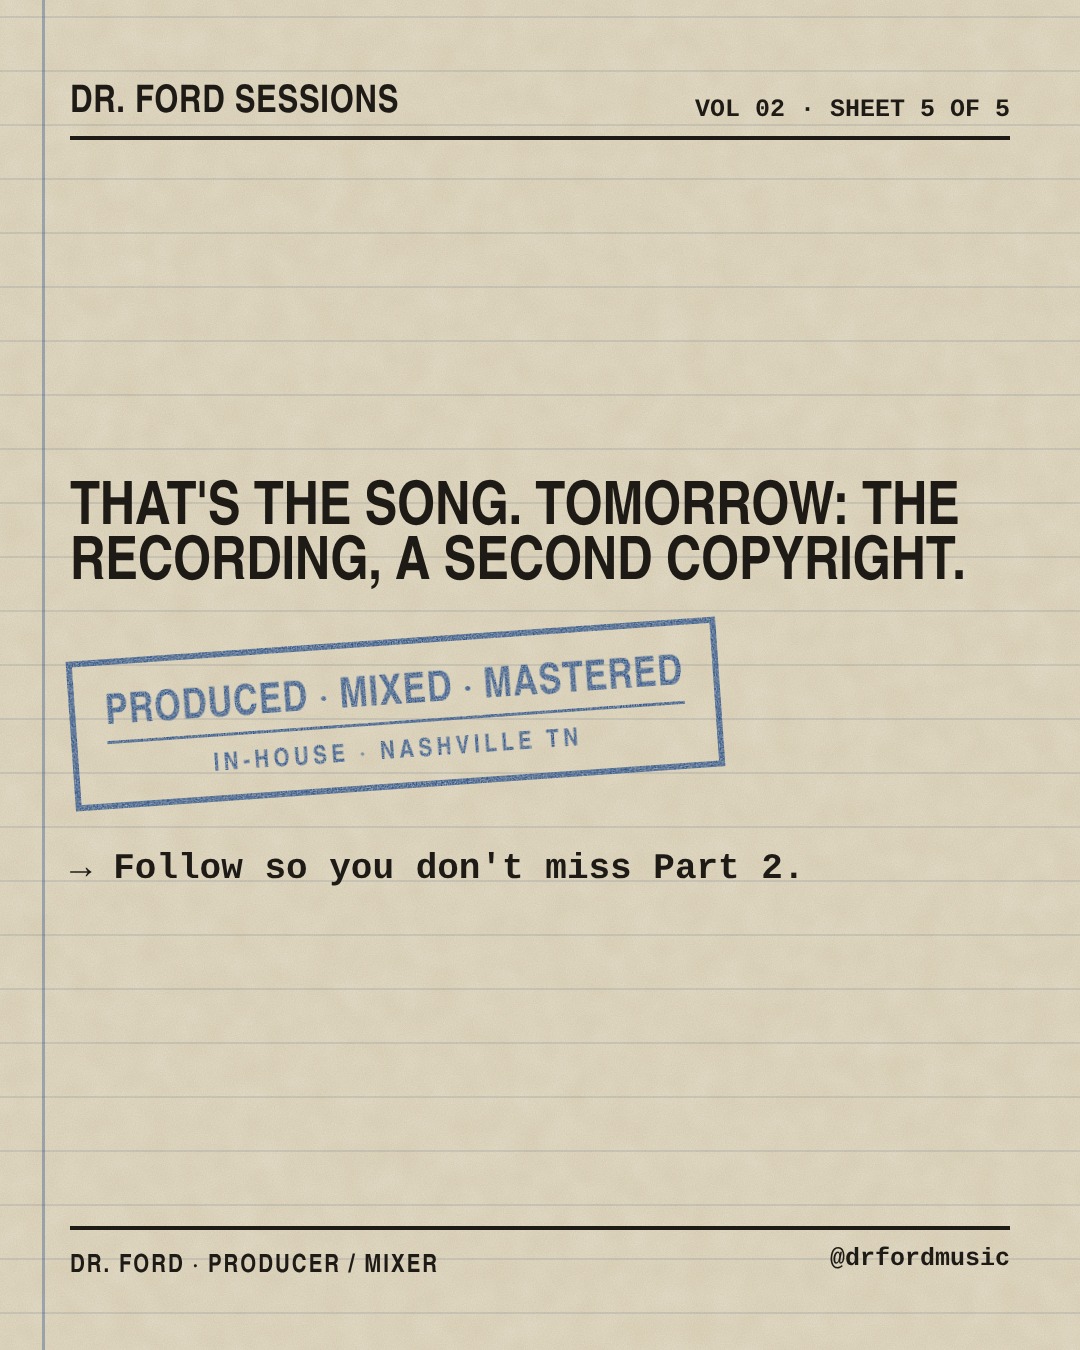 DR. FORD SESSIONS
VOL 02 · SHEET 5 OF 5
THAT'S THE SONG. TOMORROW: THE
RECORDING, A SECOND COPYRIGHT.
PRODUCED · MIXED · MASTERED
IN-HOUSE · NASHVILLE TN
→ Follow so you don't miss Part 2.
DR. FORD · PRODUCER / MIXER
@drfordmusic